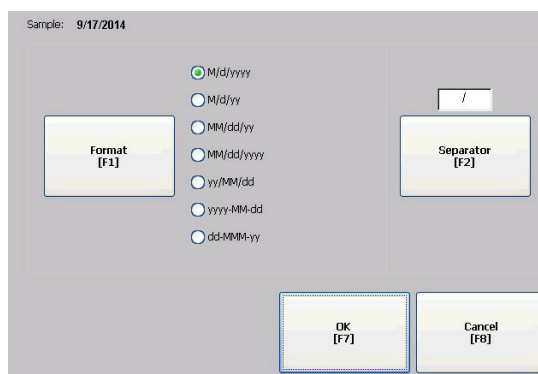 Sample: 9/17/2014
M/d/yyyy
M/d/yy
MM/dd/yy
MM/dd/yyyy
yy/MM/dd
yyyy-MM-dd
dd-MMM-yy
Format
[F1]
/
Separator
[F2]
OK
[F7]
Cancel
[F8]